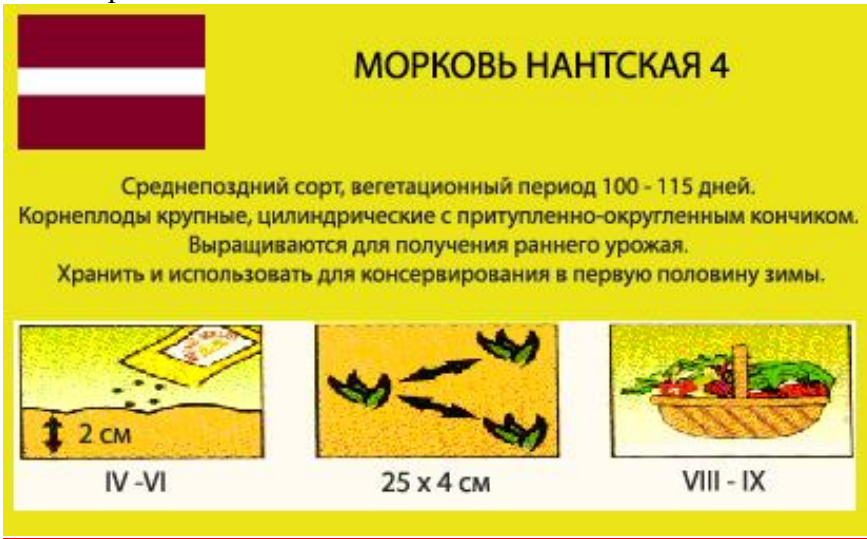 МОРКОВЬ НАНТСКАЯ 4
Среднепоздний сорт, вегетационный период 100 - 115 дней.
Корнеплоды крупные, цилиндрические с притупленно-округленным кончиком.
Выращиваются для получения раннего урожая.
Хранить и использовать для консервирования в первую половину зимы.
2 см
IV -VI
25 х 4 см
VIII - IX